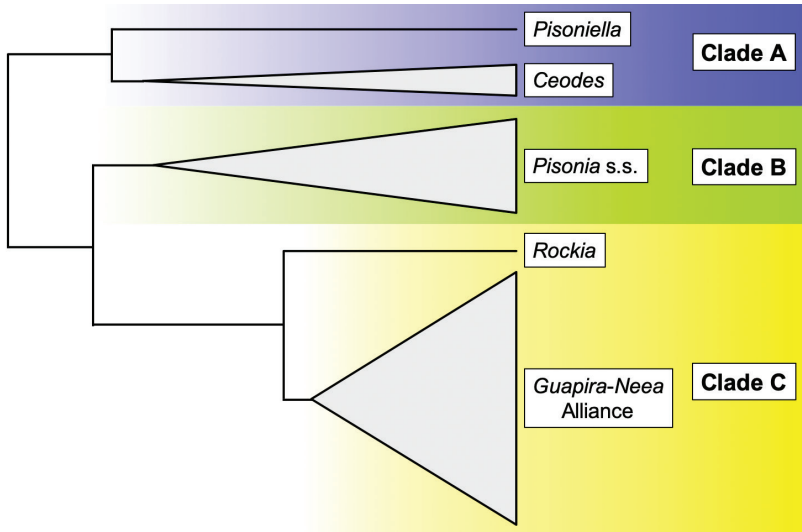 Pisoniella
Clade A
Ceodes
Pisonia s.s.
Clade B
Rockia
Guapira-Neea
Alliance
Clade C